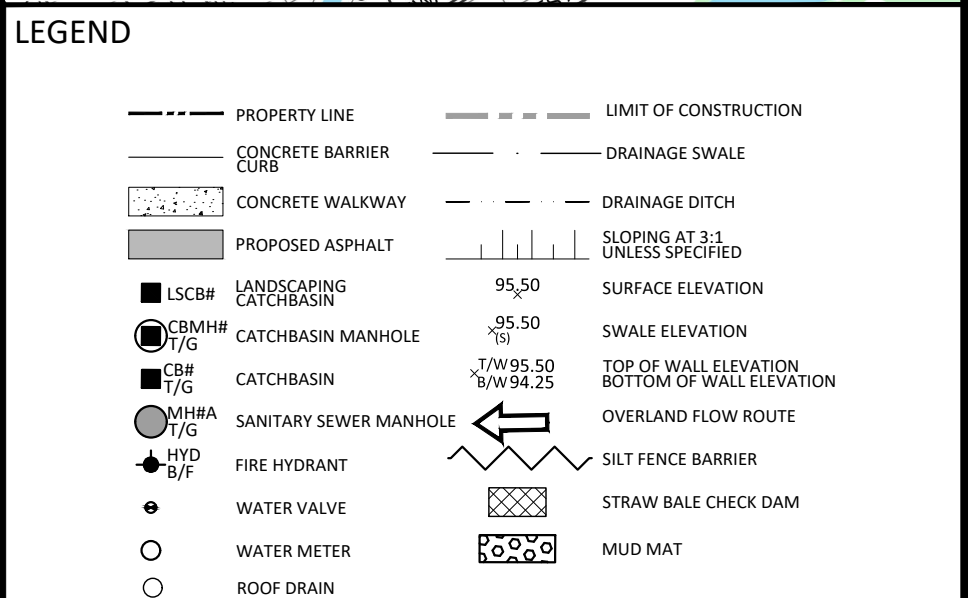 LEGEND
PROPERTY LINE
CONCRETE BARRIER
CURB
CONCRETE WALKWAY
PROPOSED ASPHALT
LSCB#
LANDSCAPING
CATCHBASIN
CBMH#
T/G
CATCHBASIN MANHOLE
CB#
T/G
CATCHBASIN
MH#A
T/G
SANITARY SEWER MANHOLE
HYD
B/F
FIRE HYDRANT
WATER VALVE
WATER METER
ROOF DRAIN
LIMIT OF CONSTRUCTION
DRAINAGE SWALE
DRAINAGE DITCH
SLOPING AT 3:1
UNLESS SPECIFIED
95.50
SURFACE ELEVATION
95.50
(S)
SWALE ELEVATION
T/W 95.50
B/W 94.25
TOP OF WALL ELEVATION
BOTTOM OF WALL ELEVATION
OVERLAND FLOW ROUTE
SILT FENCE BARRIER
STRAW BALE CHECK DAM
MUD MAT